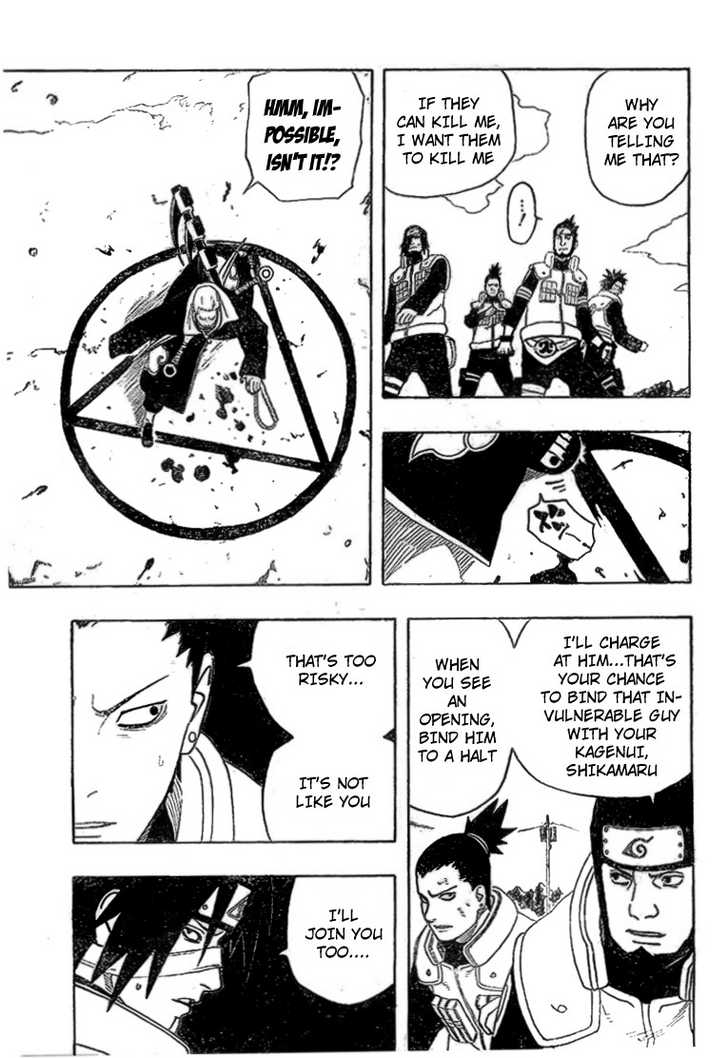 WHY
ARE YOU
TELLING
ME THAT?
IF THEY
CAN KILL ME,
I WANT THEM
TO KILL ME
...!
HMM, IM-
POSSIBLE,
ISN'T IT!?
I'LL CHARGE
AT HIM...THAT'S
YOUR CHANCE
TO BIND THAT IN-
VULNERABLE GUY
WITH YOUR
KAGENUI,
SHIKAMARU
WHEN
YOU SEE
AN
OPENING,
BIND HIM
TO A HALT
THAT'S TOO
RISKY...
IT'S NOT
LIKE YOU
I'LL
JOIN YOU
TOO....